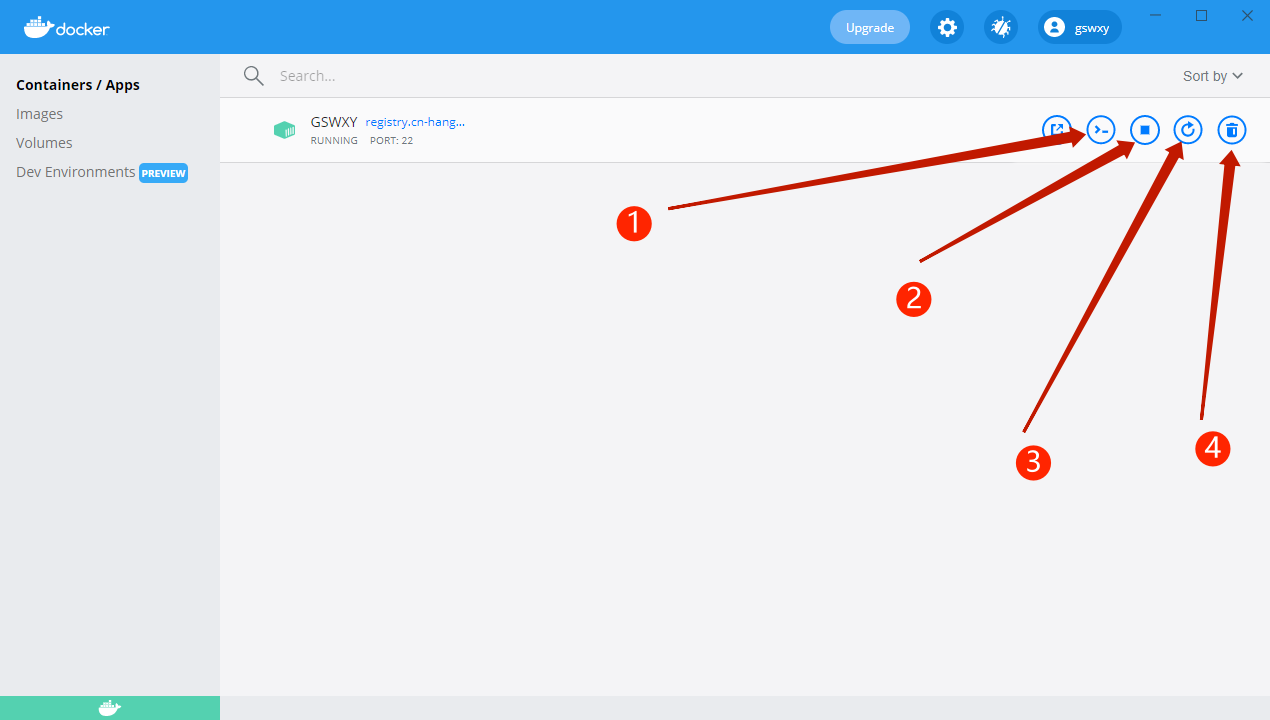 docker
Upgrade
gswxy
Containers / Apps
Images
Volumes
Dev Environments PREVIEW
Search...
Sort by
GSWXY registry.cn-hang...
RUNNING PORT: 22
1
2
3
4